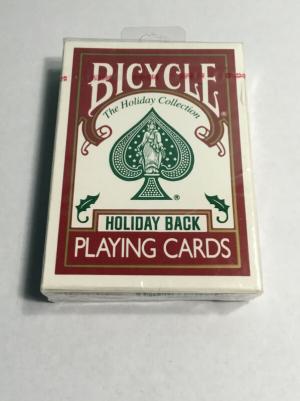 BICYCLE®
The Holiday Collection
®
HOLIDAY BACK
PLAYING CARDS